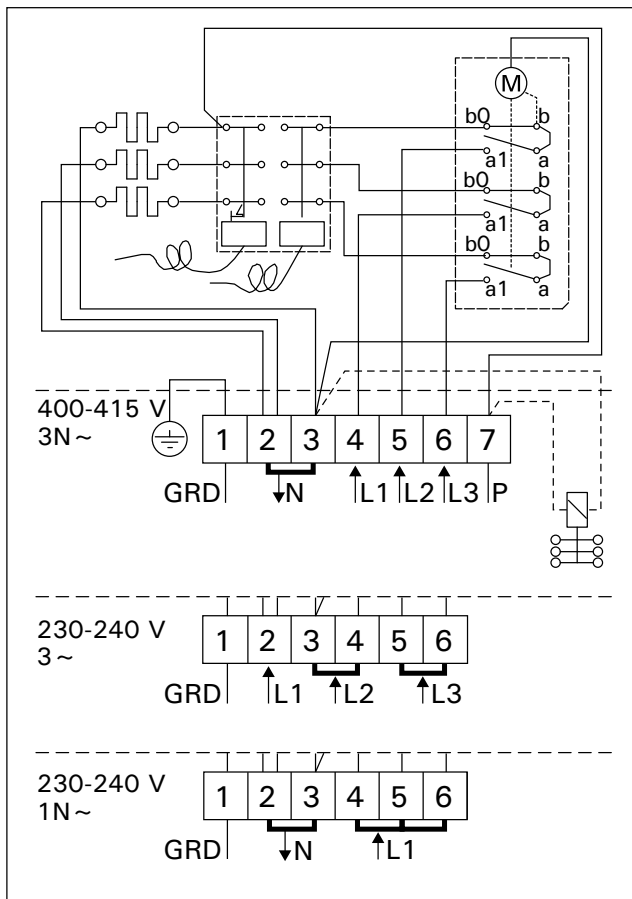 M
b0 b
a1 a
b0 b
a1 a
b0 b
a1 a
400-415 V
3N~
1 2 3 4 5 6 7
GRD N L1 L2 L3 P
230-240 V
3~
1 2 3 4 5 6
GRD L1 L2 L3
230-240 V
1N~
1 2 3 4 5 6
GRD N L1